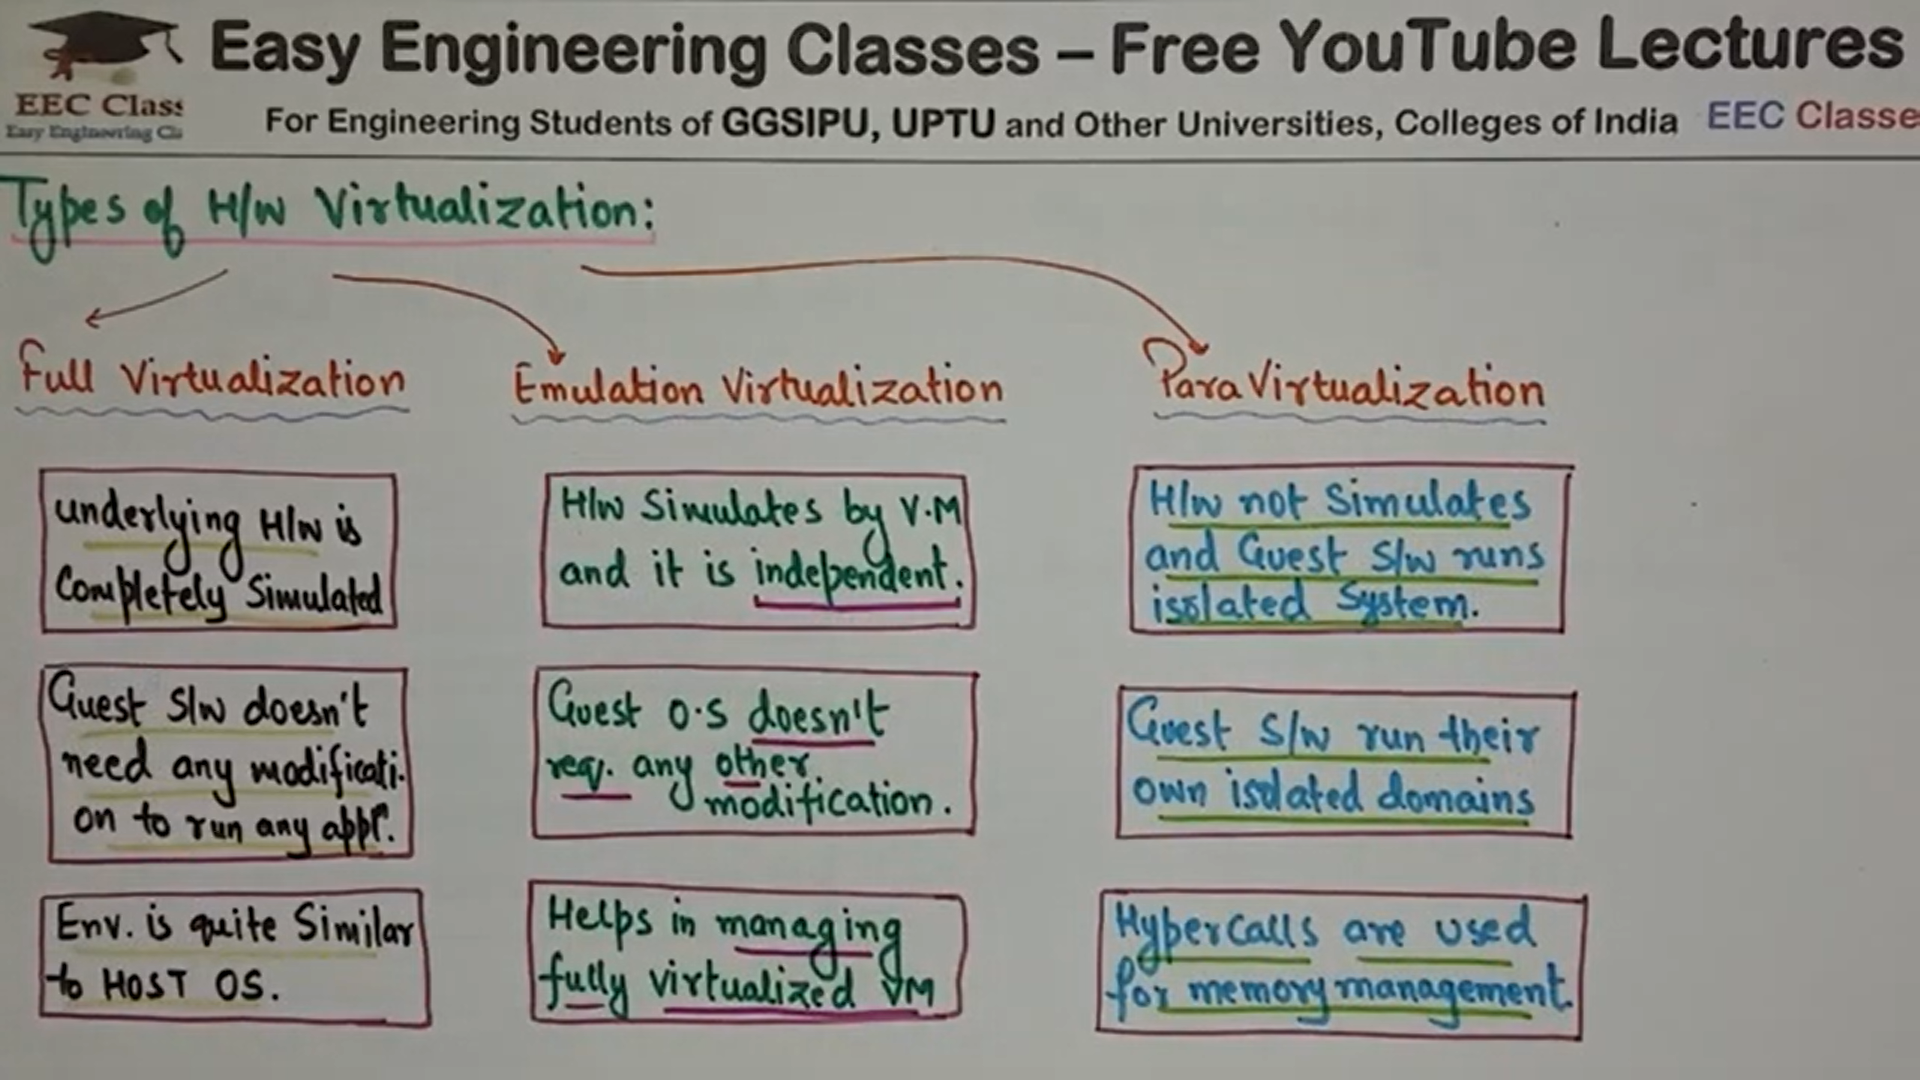 Easy Engineering Classes – Free YouTube Lectures
EEC Class
Easy Engineering Cla
For Engineering Students of GGSIPU, UPTU and Other Universities, Colleges of India
EEC Classe
Types of H/W Virtualization:
Full Virtualization
Emulation Virtualization
Para Virtualization
underlying H/W is
Completely Simulated
H/W Simulates by V.M
and it is independent.
H/W not Simulates
and Guest S/W runs
isolated System.
Guest S/W doesn't
need any modificati-
on to run any appl.
Guest O.S doesn't
req. any other
modification.
Guest S/W run their
own isolated domains
Env. is quite Similar
to HOST OS.
Helps in managing
fully virtualized VM
Hypercalls are used
for memory management.